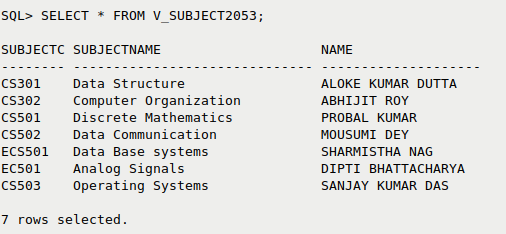 SQL> SELECT * FROM V_SUBJECT2053;
SUBJECTC SUBJECTNAME                    NAME
-------- ------------------------------ --------------------
CS301    Data Structure                 ALOKE KUMAR DUTTA
CS302    Computer Organization          ABHIJIT ROY
CS501    Discrete Mathematics           PROBAL KUMAR
CS502    Data Communication             MOUSUMI DEY
ECS501   Data Base systems              SHARMISTHA NAG
EC501    Analog Signals                 DIPTI BHATTACHARYA
CS503    Operating Systems              SANJAY KUMAR DAS
7 rows selected.